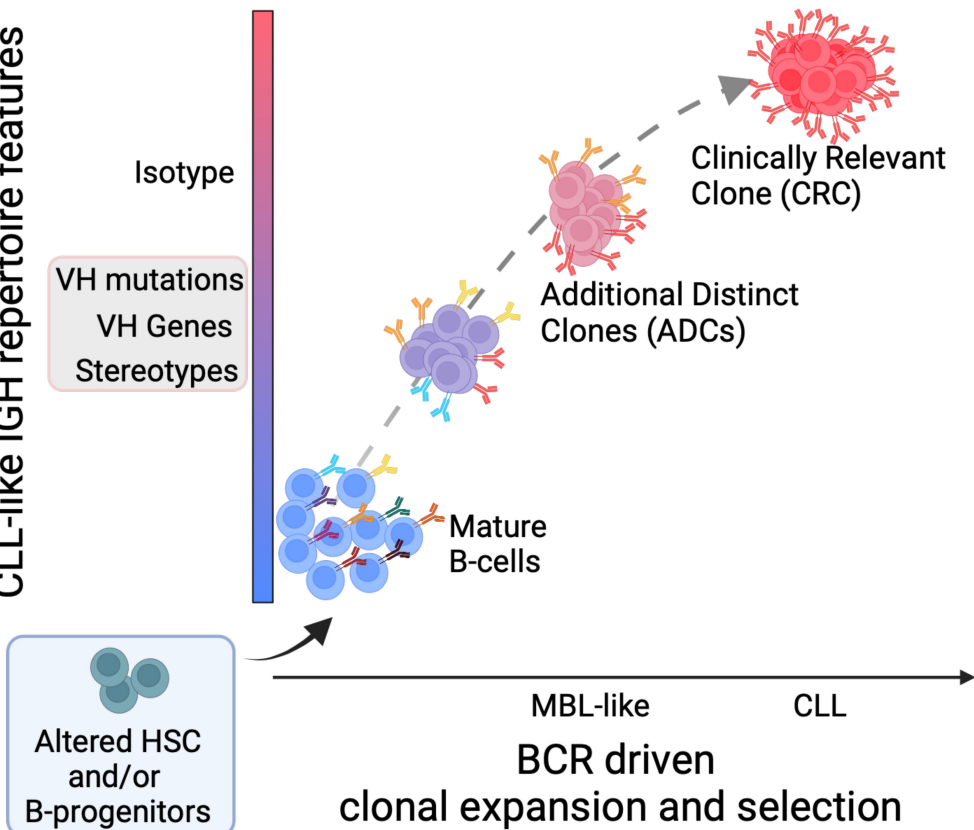 CLL-like IGH repertoire features
Isotype
VH mutations
VH Genes
Stereotypes
Clinically Relevant
Clone (CRC)
Additional Distinct
Clones (ADCs)
Mature
B-cells
Altered HSC
and/or
B-progenitors
MBL-like
CLL
BCR driven
clonal expansion and selection